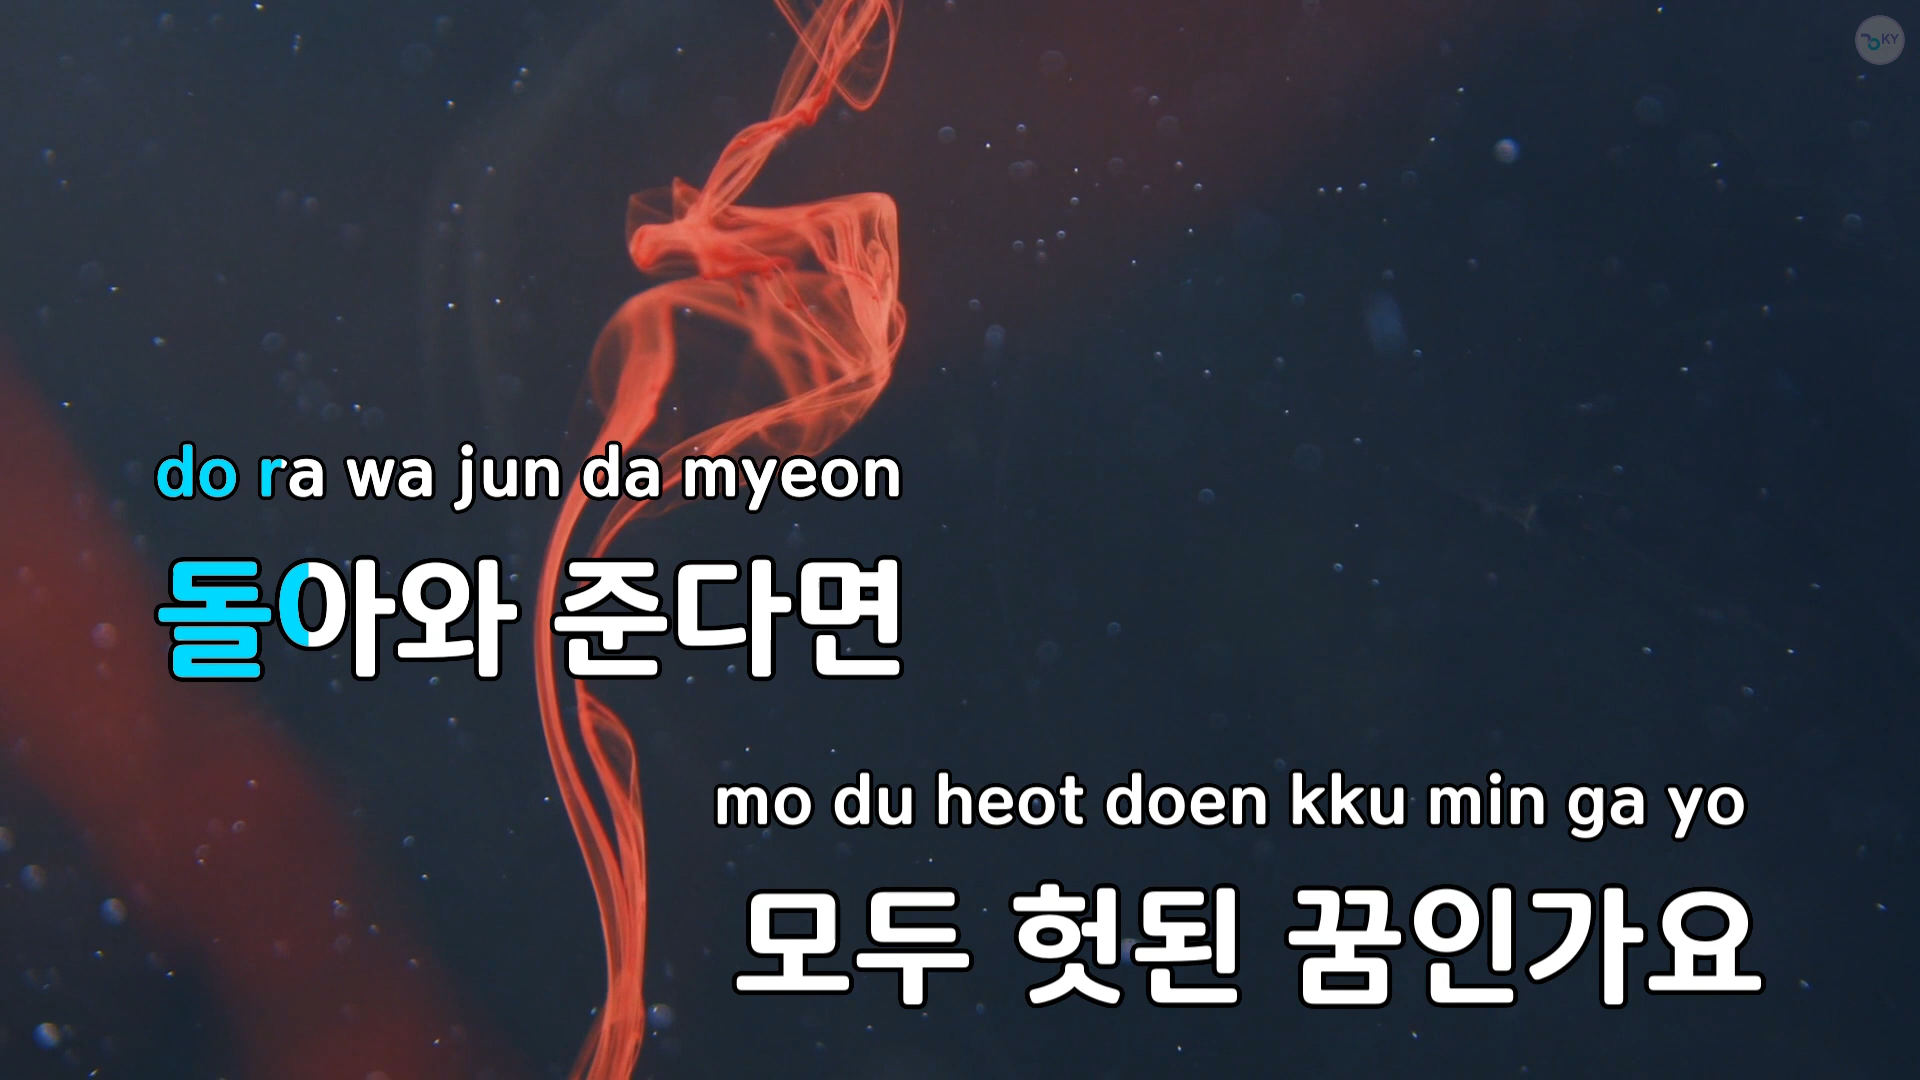 KY
do ra wa jun da myeon
돌아와 준다면
mo du heot doen kku min ga yo
모두 헛된 꿈인가요